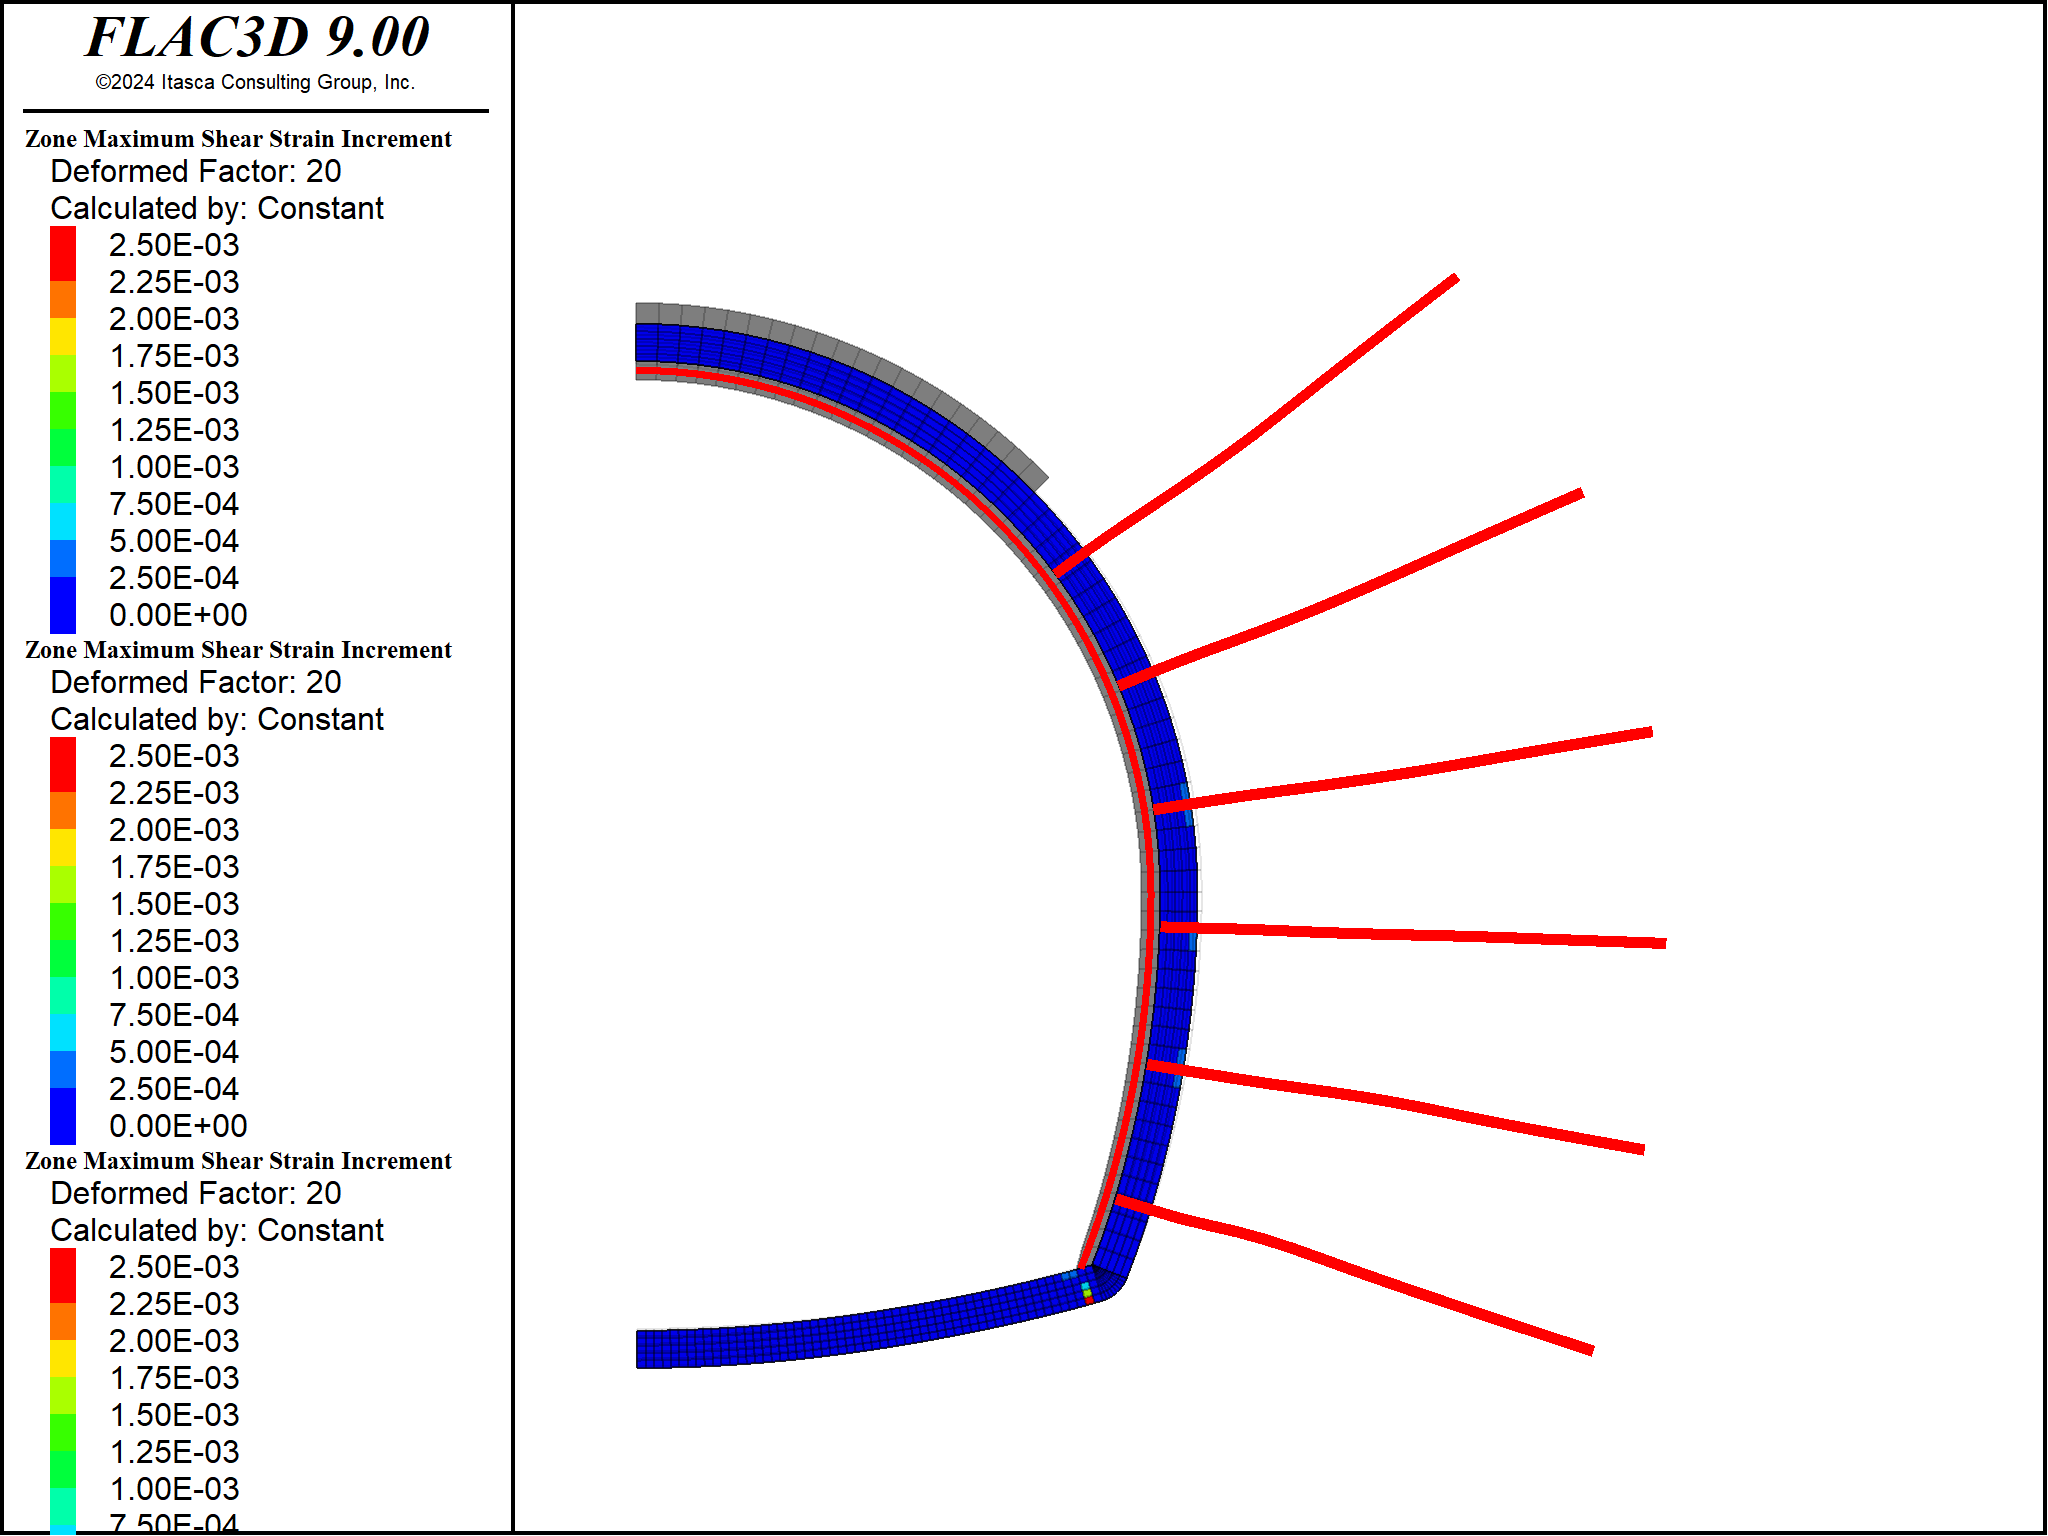 FLAC3D 9.00
©2024 Itasca Consulting Group, Inc.
Zone Maximum Shear Strain Increment
Deformed Factor: 20
Calculated by: Constant
2.50E-03
2.25E-03
2.00E-03
1.75E-03
1.50E-03
1.25E-03
1.00E-03
7.50E-04
5.00E-04
2.50E-04
0.00E+00
Zone Maximum Shear Strain Increment
Deformed Factor: 20
Calculated by: Constant
2.50E-03
2.25E-03
2.00E-03
1.75E-03
1.50E-03
1.25E-03
1.00E-03
7.50E-04
5.00E-04
2.50E-04
0.00E+00
Zone Maximum Shear Strain Increment
Deformed Factor: 20
Calculated by: Constant
2.50E-03
2.25E-03
2.00E-03
1.75E-03
1.50E-03
1.25E-03
1.00E-03
7.50E-04